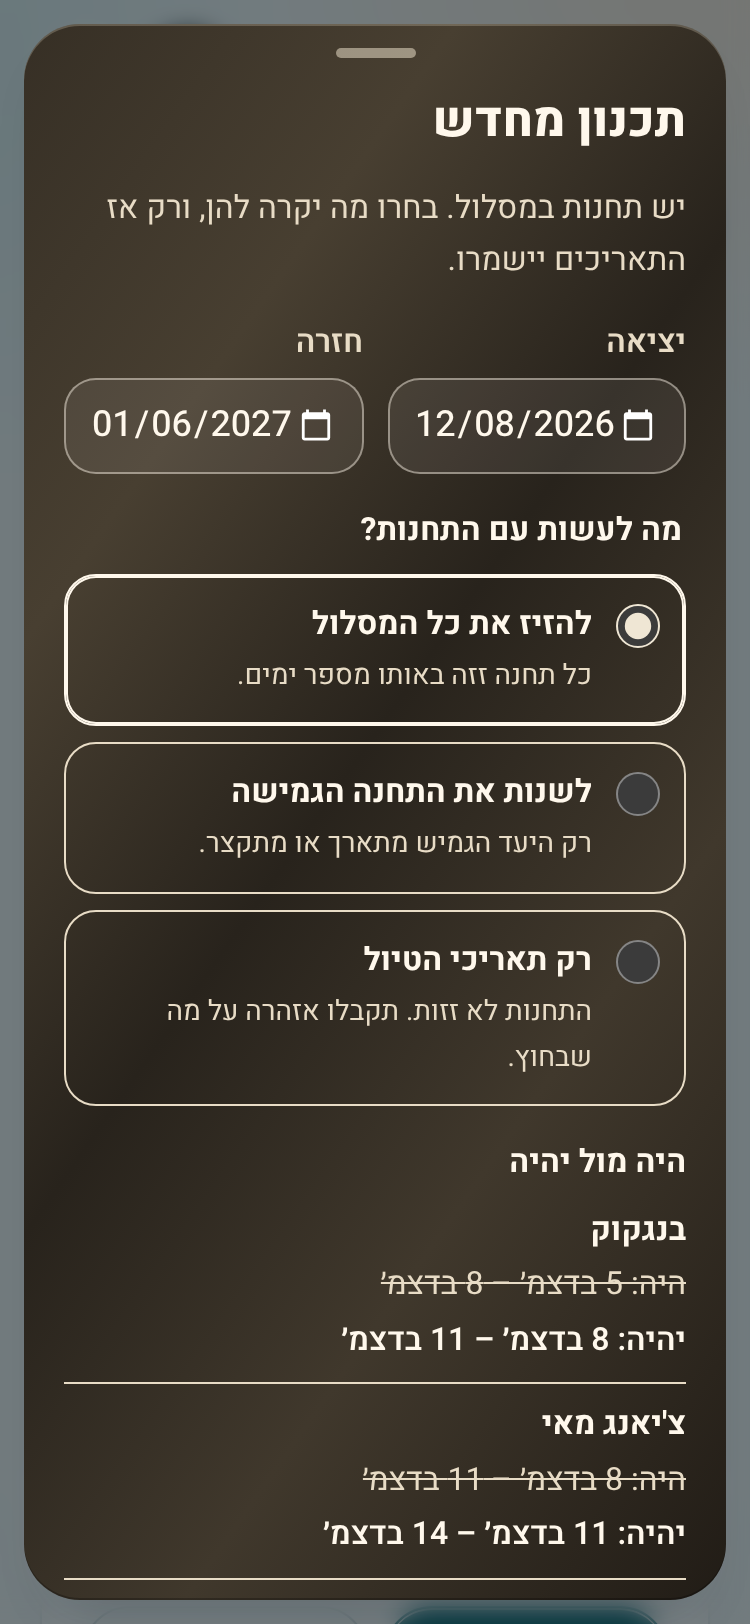 תכנון מחדש
יש תחנות במסלול. בחרו מה יקרה להן, ורק אז
התאריכים יישמרו.
יציאה
חזרה
12/08/2026
01/06/2027
מה לעשות עם התחנות?
להזיז את כל המסלול
כל תחנה זזה באותו מספר ימים.
לשנות את התחנה הגמישה
רק היעד הגמיש מתארך או מתקצר.
רק תאריכי הטיול
התחנות לא זזות. תקבלו אזהרה על מה
שבחוץ.
היה מול יהיה
בנגקוק
היה: 5 בדצמ׳ – 8 בדצמ׳
יהיה: 8 בדצמ׳ – 11 בדצמ׳
צ'יאנג מאי
היה: 8 בדצמ׳ – 11 בדצמ׳
יהיה: 11 בדצמ׳ – 14 בדצמ׳